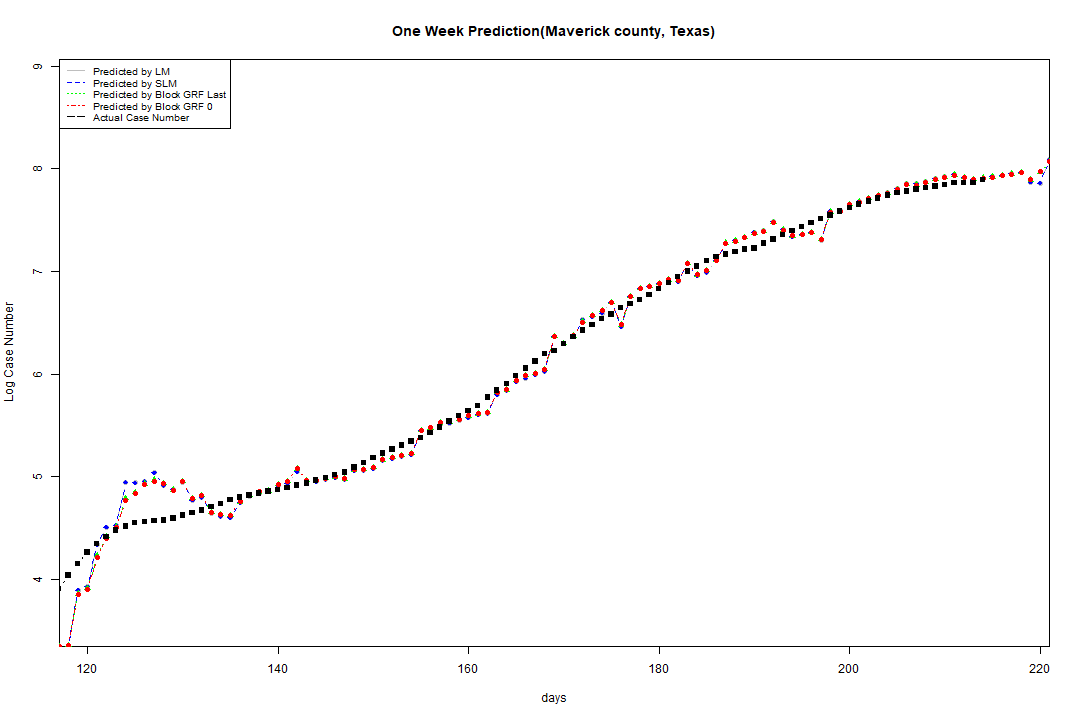 One Week Prediction(Maverick county, Texas)
Predicted by LM
Predicted by SLM
Predicted by Block GRF Last
Predicted by Block GRF 0
Actual Case Number
9
8
7
6
5
4
Log Case Number
120 140 160 180 200 220
days